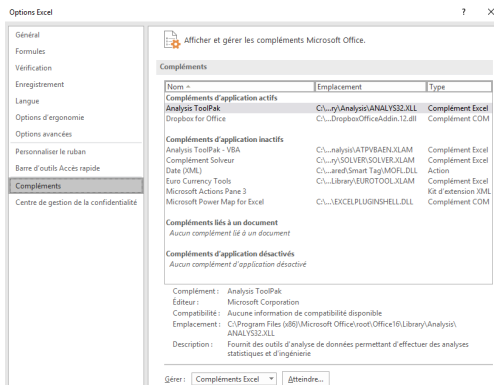 Options Excel
?
Général
Formules
Vérification
Enregistrement
Langue
Options d'ergonomie
Options avancées
Personnaliser le ruban
Barre d'outils Accès rapide
Compléments
Centre de gestion de la confidentialité
Afficher et gérer les compléments Microsoft Office.
Compléments
Nom Emplacement Type
Compléments d'application actifs
Analysis ToolPak C:\...ry\Analysis\ANALYS32.XLL Complément Excel
Dropbox for Office C:\...DropboxOfficeAddin.12.dll Complément COM
Compléments d'application inactifs
Analysis ToolPak - VBA C:\...nalysis\ATPVBAEN.XLAM Complément Excel
Complément Solveur C:\...ry\SOLVER\SOLVER.XLAM Complément Excel
Date (XML) C:\...ared\Smart Tag\MOFL.DLL Action
Euro Currency Tools C:\...Library\EUROTOOL.XLAM Complément Excel
Microsoft Actions Pane 3 Kit d'extension XML
Microsoft Power Map for Excel C:\...\EXCELPLUGINSHELL.DLL Complément COM
Compléments liés à un document
Aucun complément lié à un document
Compléments d'application désactivés
Aucun complément d'application désactivé
Complément : Analysis ToolPak
Éditeur : Microsoft Corporation
Compatibilité : Aucune information de compatibilité disponible
Emplacement : C:\Program Files (x86)\Microsoft Office\root\Office16\Library\Analysis\
ANALYS32.XLL
Description : Fournit des outils d'analyse de données permettant d'effectuer des analyses
statistiques et d'ingénierie
Gérer : Compléments Excel Atteindre...